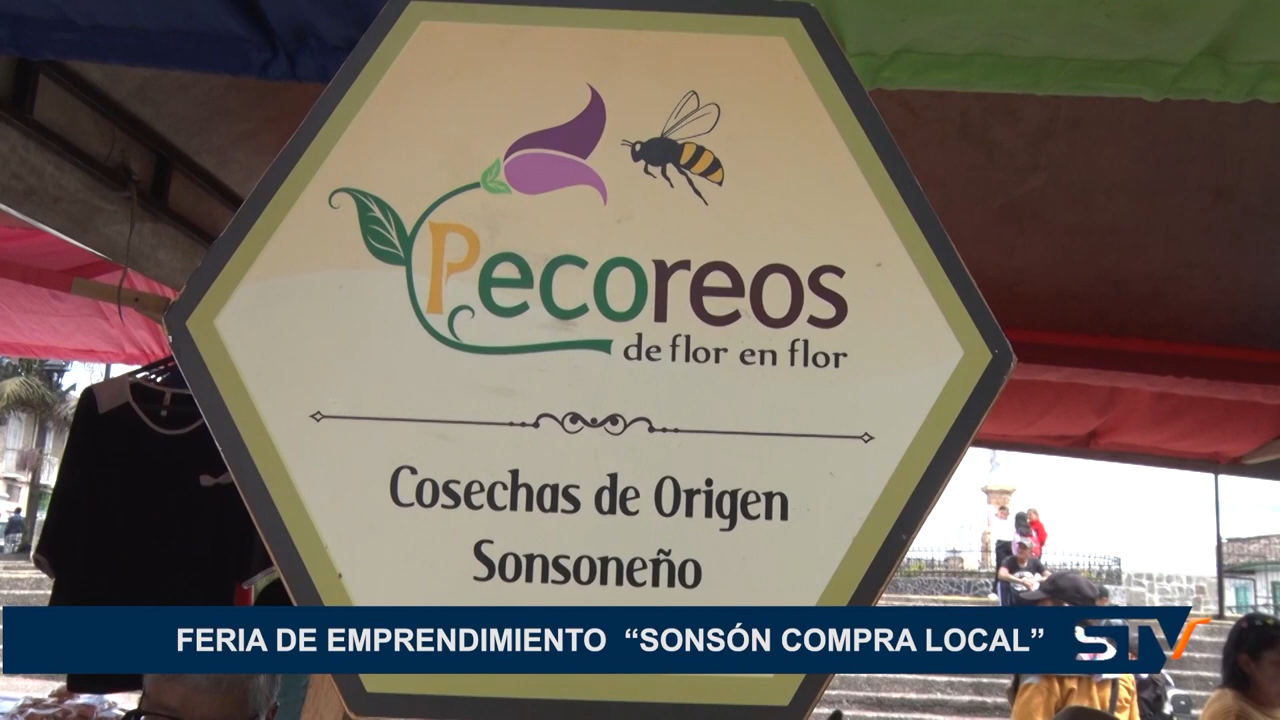 Pecoreos
de flor en flor
Cosechas de Origen
Sonsoneño
FERIA DE EMPRENDIMIENTO “SONSÓN COMPRA LOCAL”
STV